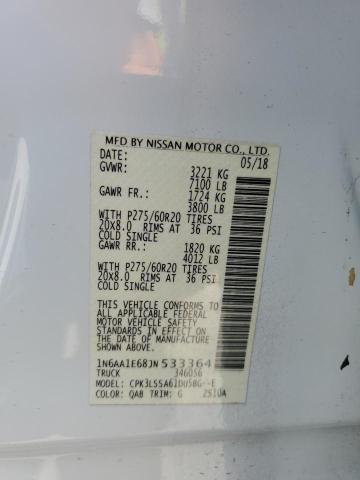 MFD BY NISSAN MOTOR CO., LTD.
DATE: 05/18
GVWR: 3221 KG
7100 LB
GAWR FR.: 1724 KG
3800 LB
WITH P275/60R20 TIRES
20X8.0 RIMS AT 36 PSI
COLD SINGLE
GAWR RR.: 1820 KG
4012 LB
WITH P275/60R20 TIRES
20X8.0 RIMS AT 36 PSI
COLD SINGLE
THIS VEHICLE CONFORMS TO
ALL APPLICABLE FEDERAL
MOTOR VEHICLE SAFETY
STANDARDS IN EFFECT ON
THE DATE OF MANUFACTURE
SHOWN ABOVE.
1N6AA1E68JN533364
TRUCK 346056
MODEL: CPK3LSSA61DU5BG--E
COLOR: QAB TRIM: G 2510A